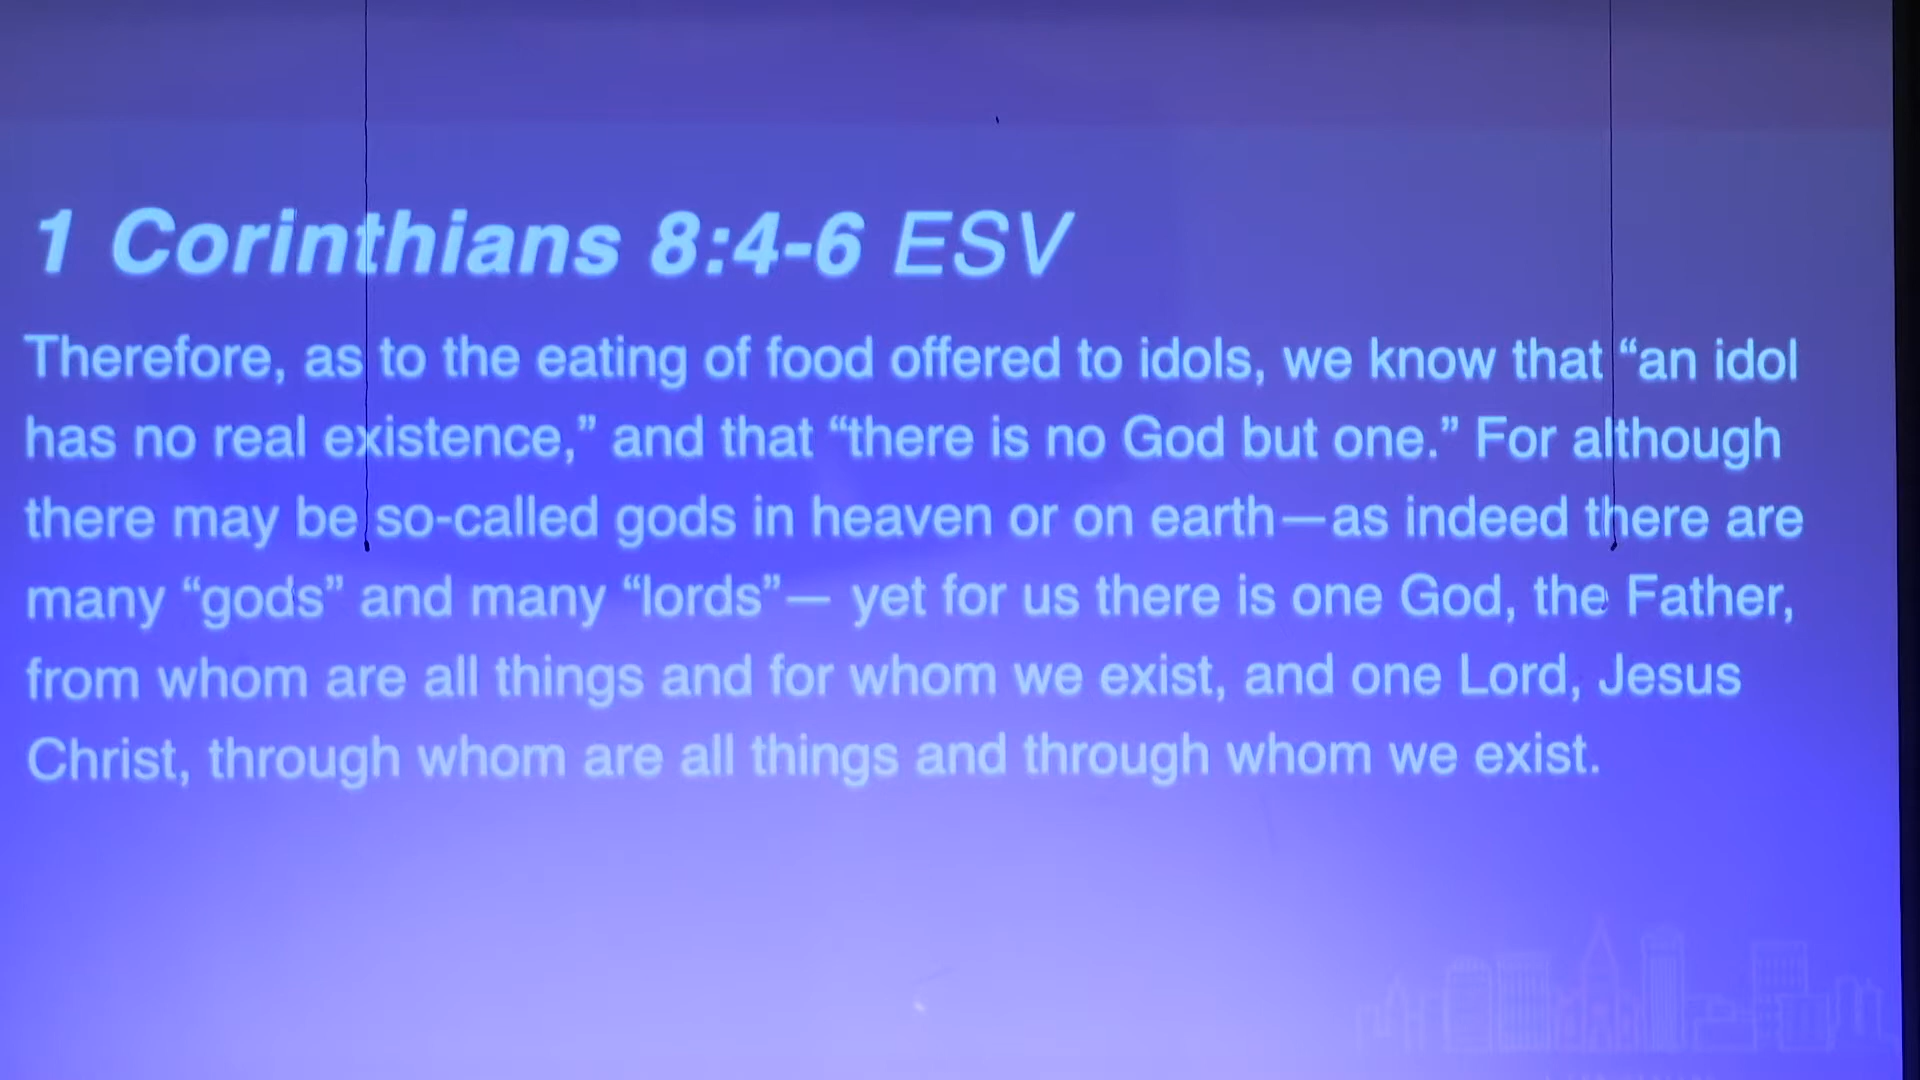 1 Corinthians 8:4-6 ESV
Therefore, as to the eating of food offered to idols, we know that “an idol
has no real existence,” and that “there is no God but one.” For although
there may be so-called gods in heaven or on earth—as indeed there are
many “gods” and many “lords”— yet for us there is one God, the Father,
from whom are all things and for whom we exist, and one Lord, Jesus
Christ, through whom are all things and through whom we exist.